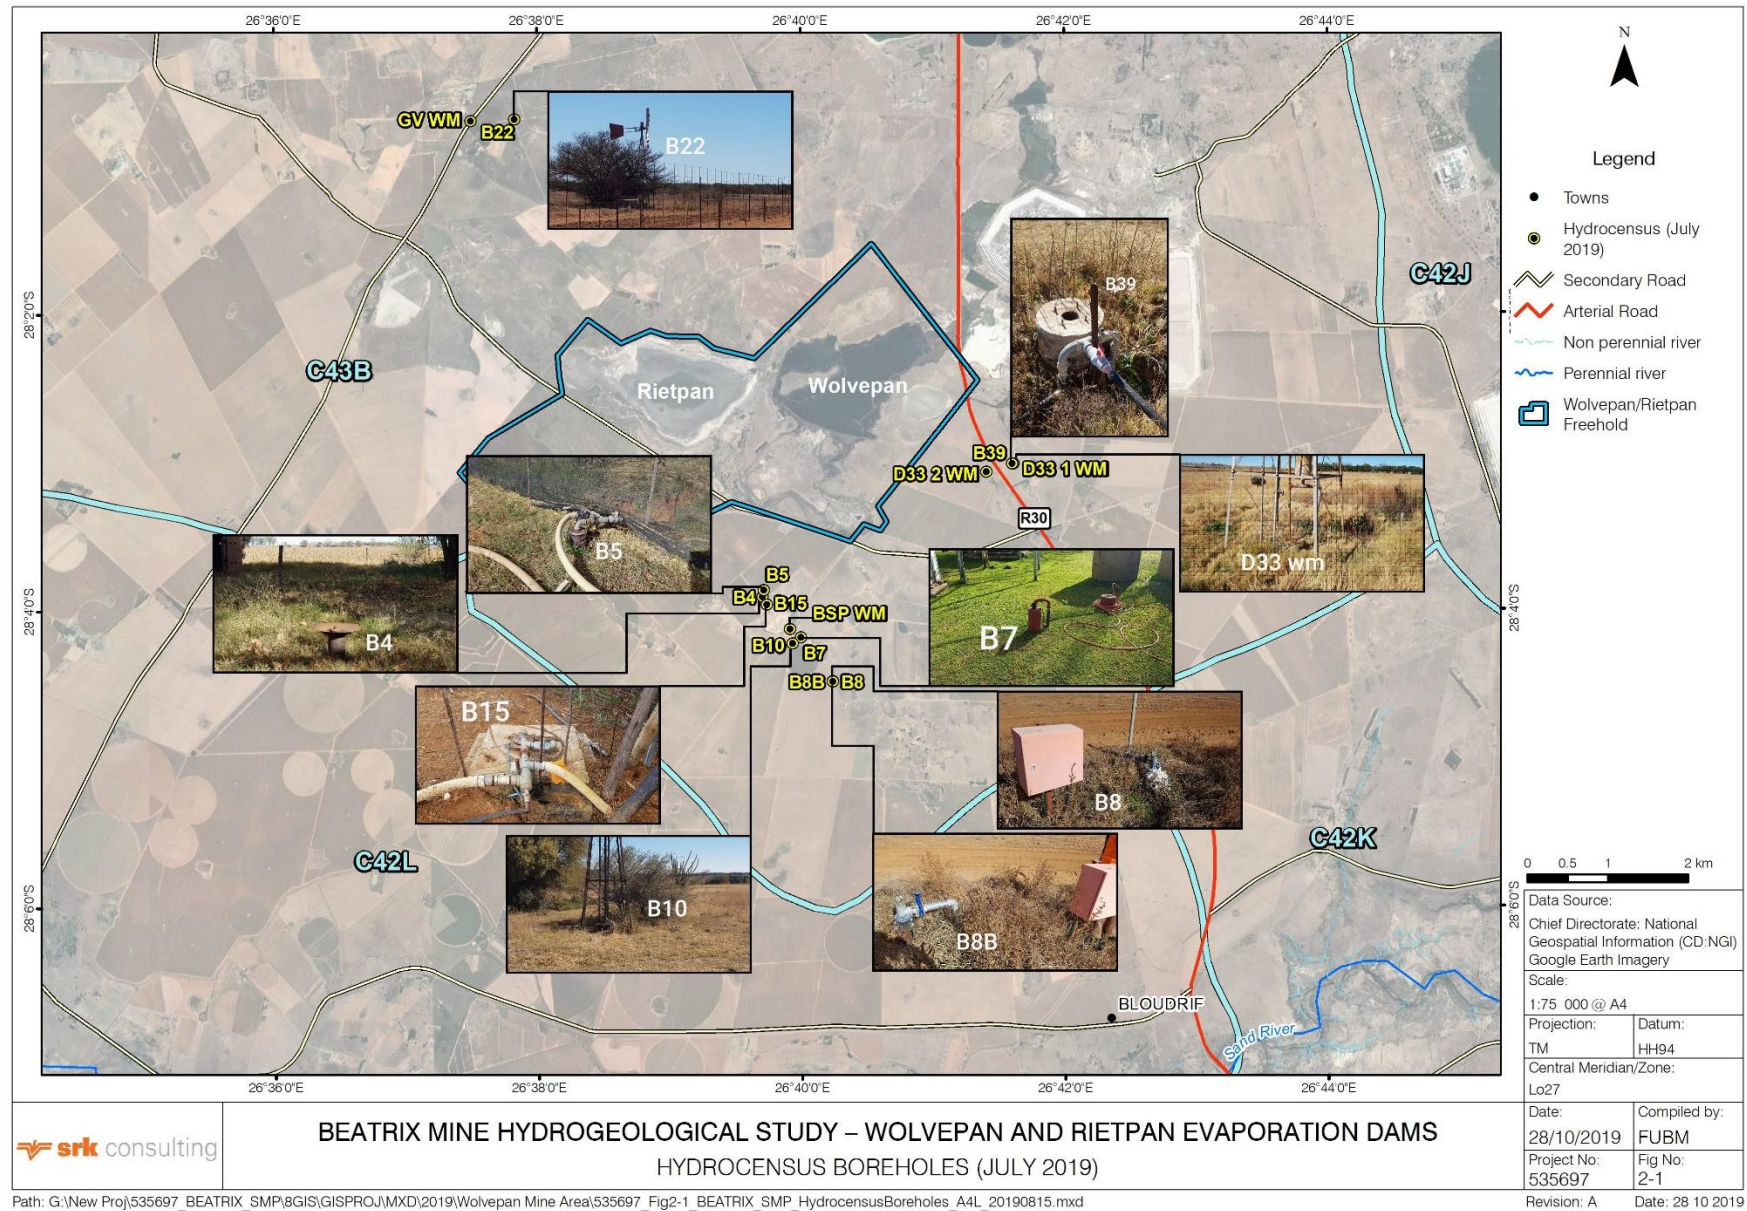 26°36'0"E
26°38'0"E
26°40'0"E
26°42'0"E
26°44'0"E
N
Legend
Towns
Hydrocensus (July
2019)
Secondary Road
Arterial Road
Non perennial river
Perennial river
Wolvepan/Rietpan
Freehold
GV WM
B22
B22
C42J
28°2'0"S
B39
C43B
Rietpan
Wolvepan
B39
D33 1 WM
D33 2 WM
R30
B5
D33 wm
B5
B4
B15
BSP WM
28°4'0"S
28°4'0"S
B4
B7
B10
B7
B8B
B8
B15
B8
C42L
C42K
B10
B8B
28°6'0"S
28°6'0"S
BLOUDRIF
Sand River
26°36'0"E
26°38'0"E
26°40'0"E
26°42'0"E
26°44'0"E
0 0.5 1 2 km
Data Source:
Chief Directorate: National
Geospatial Information (CD:NGI)
Google Earth Imagery
Scale:
1:75 000 @ A4
Projection: Datum:
TM HH94
Central Meridian/Zone:
Lo27
Date: Compiled by:
28/10/2019 FUBM
Project No: Fig No:
535697 2-1
srk consulting
BEATRIX MINE HYDROGEOLOGICAL STUDY – WOLVEPAN AND RIETPAN EVAPORATION DAMS
HYDROCENSUS BOREHOLES (JULY 2019)
Path: G:\New Proj\535697_BEATRIX_SMP\8GIS\GISPROJ\MXD\2019\Wolvepan Mine Area\535697_Fig2-1_BEATRIX_SMP_HydrocensusBoreholes_A4L_20190815.mxd
Revision: A Date: 28 10 2019